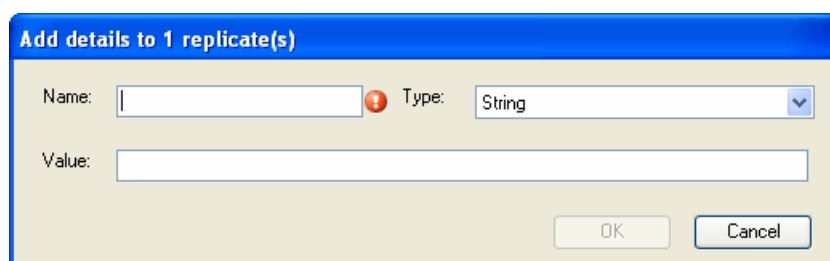 Add details to 1 replicate(s)
Name: Type: String
Value:
OK Cancel